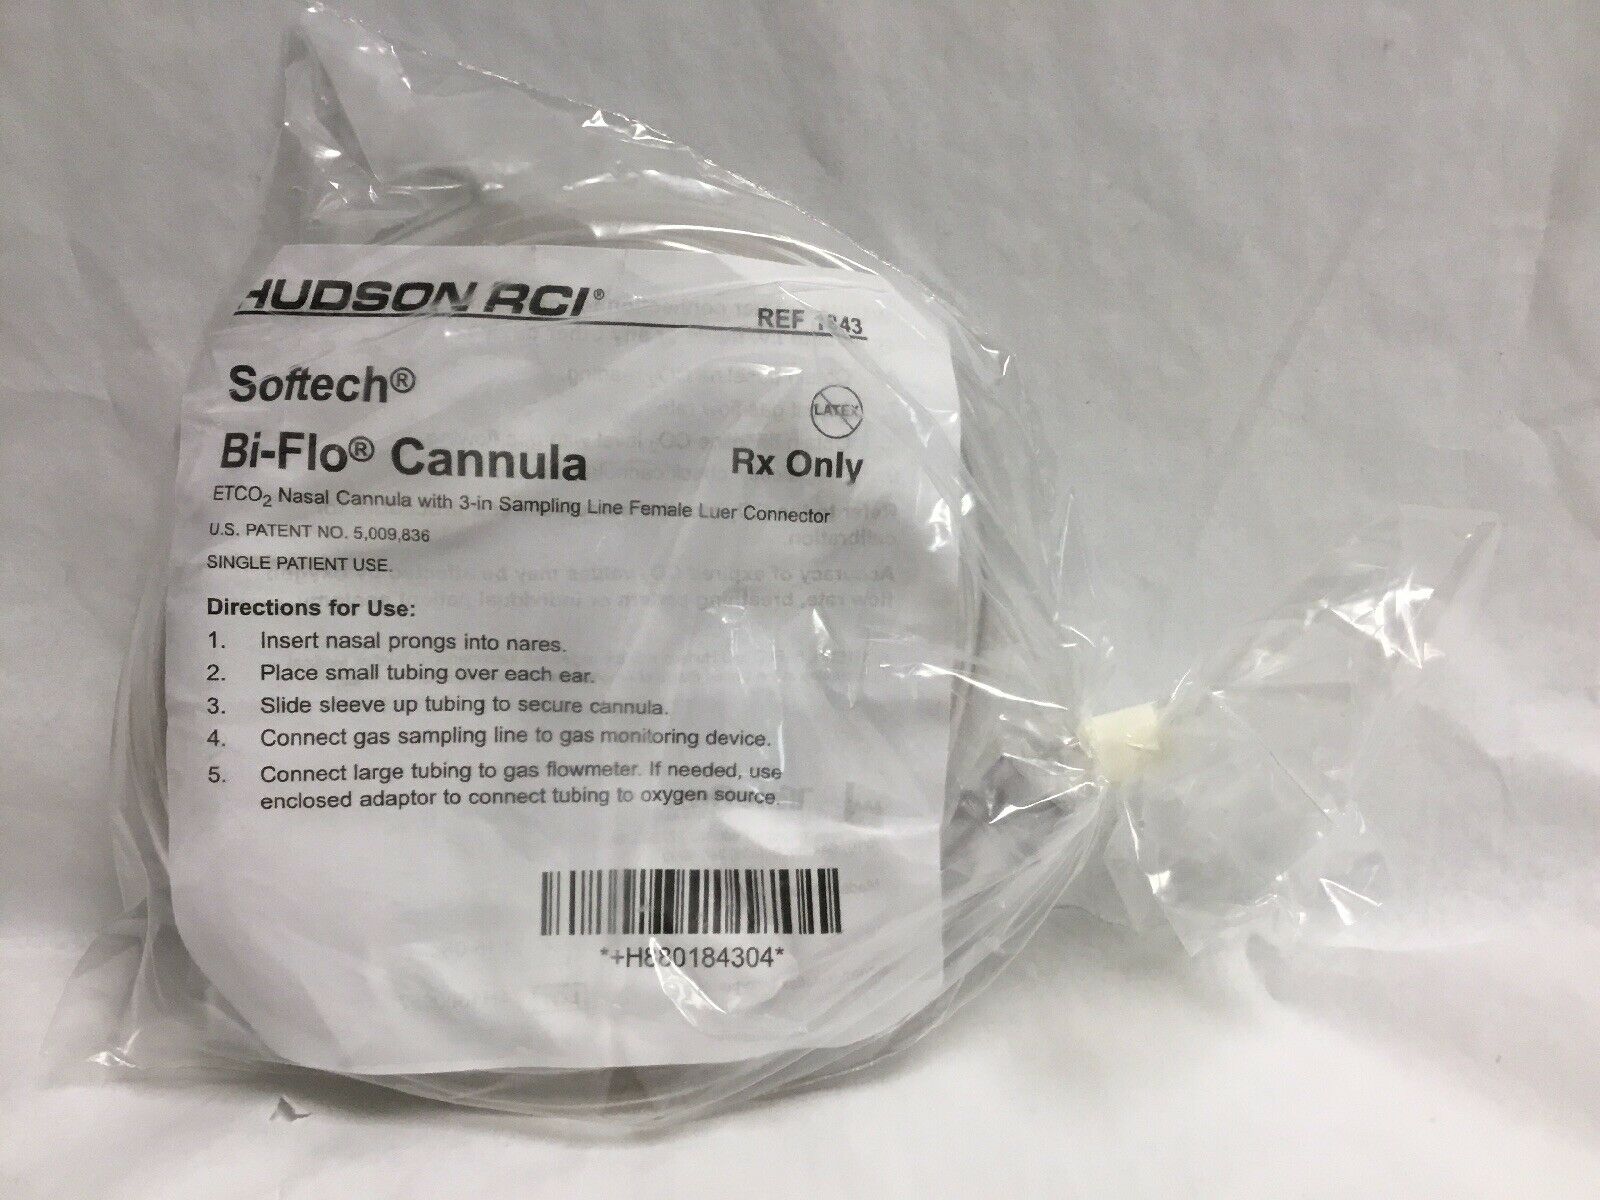 HUDSON RCI®
REF 1843
Softech®
LATEX
Bi-Flo® Cannula
Rx Only
ETCO₂ Nasal Cannula with 3-in Sampling Line Female Luer Connector
U.S. PATENT NO. 5,009,836
SINGLE PATIENT USE.
Directions for Use:
1. Insert nasal prongs into nares.
2. Place small tubing over each ear.
3. Slide sleeve up tubing to secure cannula.
4. Connect gas sampling line to gas monitoring device.
5. Connect large tubing to gas flowmeter. If needed, use
enclosed adaptor to connect tubing to oxygen source.
*+H880184304*